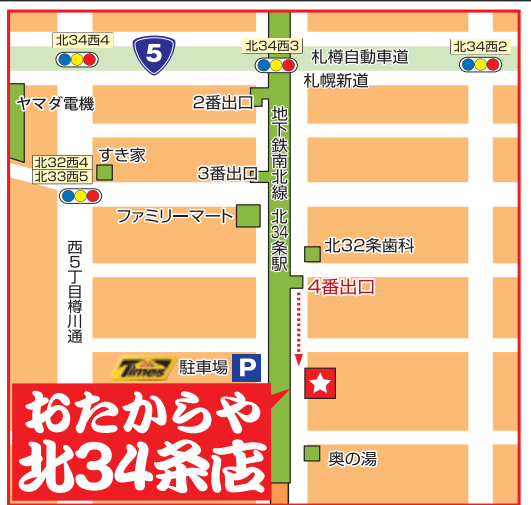 北34西4
5
北34西3
北34西2
札樽自動車道
札幌新道
ヤマダ電機
2番出口
地下鉄南北線 北34条駅
すき家
北32西4
北33西5
3番出口
ファミリーマート
北32条歯科
西5丁目樽川通
4番出口
Times
駐車場
P
おたからや
北34条店
奥の湯